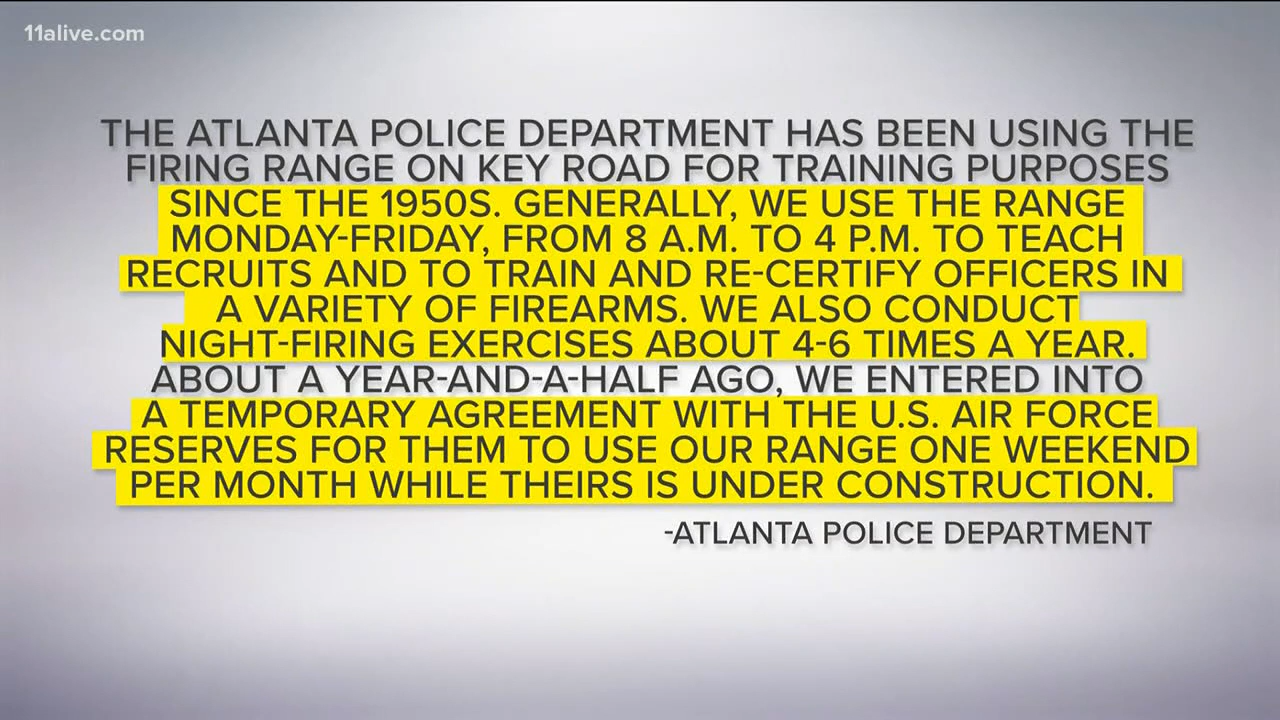 11alive.com
THE ATLANTA POLICE DEPARTMENT HAS BEEN USING THE
FIRING RANGE ON KEY ROAD FOR TRAINING PURPOSES
SINCE THE 1950S. GENERALLY, WE USE THE RANGE
MONDAY-FRIDAY, FROM 8 A.M. TO 4 P.M. TO TEACH
RECRUITS AND TO TRAIN AND RE-CERTIFY OFFICERS IN
A VARIETY OF FIREARMS. WE ALSO CONDUCT
NIGHT-FIRING EXERCISES ABOUT 4-6 TIMES A YEAR.
ABOUT A YEAR-AND-A-HALF AGO, WE ENTERED INTO
A TEMPORARY AGREEMENT WITH THE U.S. AIR FORCE
RESERVES FOR THEM TO USE OUR RANGE ONE WEEKEND
PER MONTH WHILE THEIRS IS UNDER CONSTRUCTION.
-ATLANTA POLICE DEPARTMENT